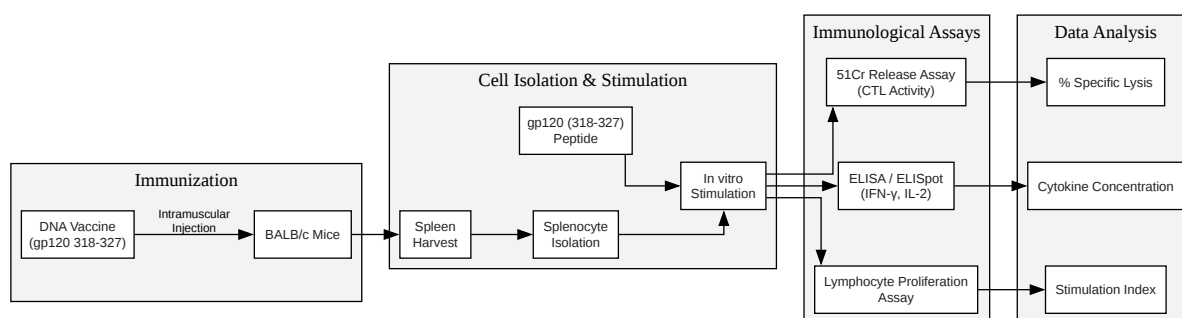 Immunization
DNA Vaccine
(gp120 318-327)
Intramuscular
Injection
BALB/c Mice
Cell Isolation & Stimulation
gp120 (318-327)
Peptide
Spleen
Harvest
Splenocyte
Isolation
In vitro
Stimulation
Immunological Assays
51Cr Release Assay
(CTL Activity)
ELISA / ELISpot
(IFN-γ, IL-2)
Lymphocyte Proliferation
Assay
Data Analysis
% Specific Lysis
Cytokine Concentration
Stimulation Index